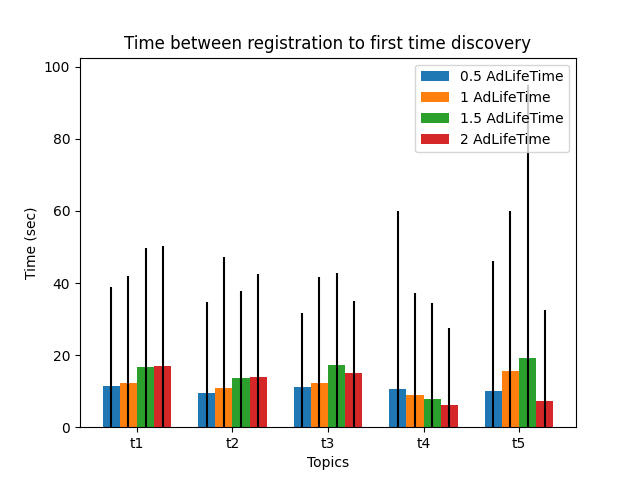 Time between registration to first time discovery
100
80
60
40
20
0
Time (sec)
0.5 AdLifeTime
1 AdLifeTime
1.5 AdLifeTime
2 AdLifeTime
t1 t2 t3 t4 t5
Topics